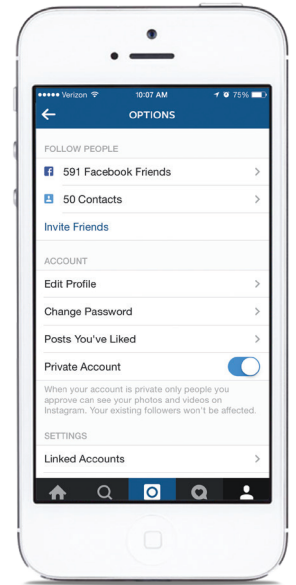 Verizon 10:07 AM 75%
OPTIONS
FOLLOW PEOPLE
591 Facebook Friends
50 Contacts
Invite Friends
ACCOUNT
Edit Profile
Change Password
Posts You've Liked
Private Account
When your account is private only people you
approve can see your photos and videos on
Instagram. Your existing followers won't be affected.
SETTINGS
Linked Accounts